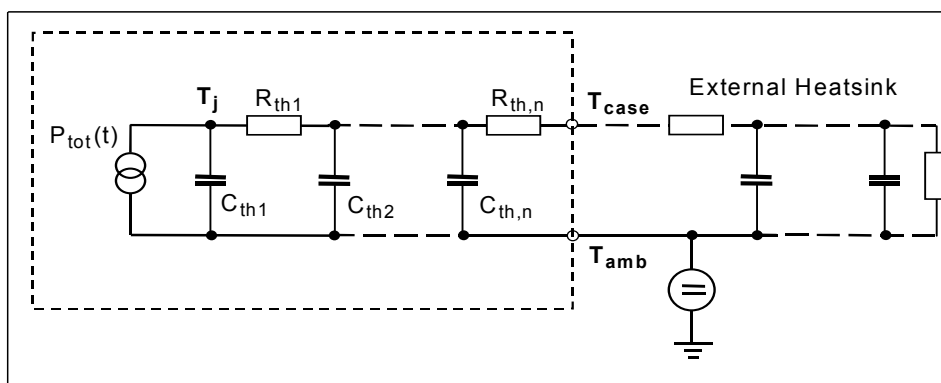 External Heatsink
Tj Rth1 Rth,n Tcase
Ptot(t)
Cth1 Cth2 Cth,n
Tamb